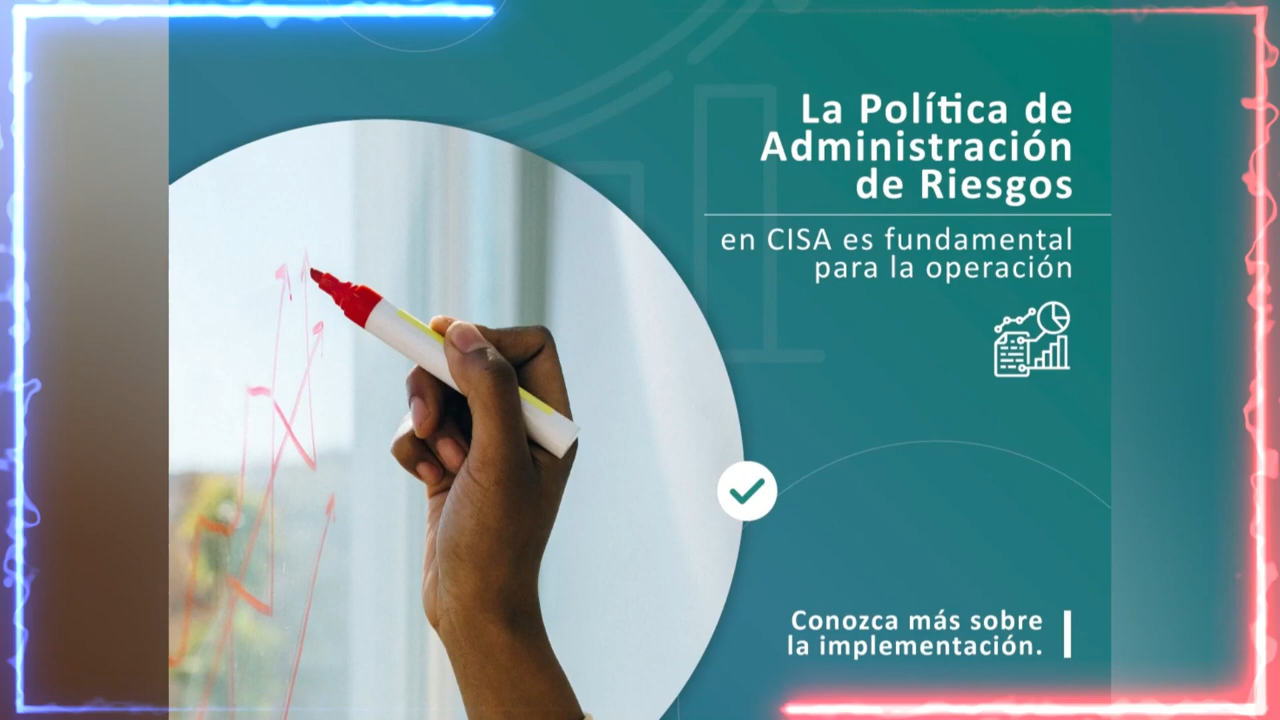 La Política de
Administración
de Riesgos
en CISA es fundamental
para la operación
Conozca más sobre
la implementación.